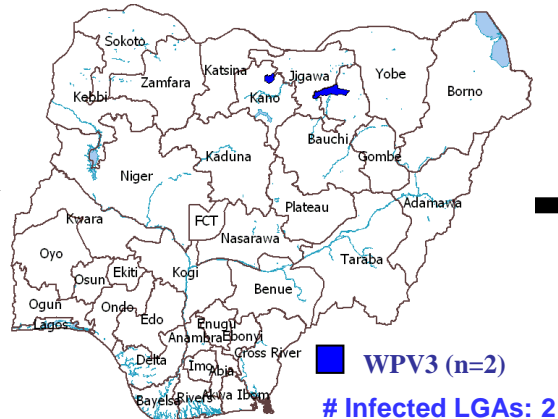 Sokoto
Katsina
Jigawa
Yobe
Zamfara
Kebbi
Kano
Borno
Bauchi
Gombe
Kaduna
Niger
Adamawa
Plateau
FCT
Kwara
Nasarawa
Oyo
Taraba
Ekiti
Kogi
Osun
Benue
Ogun
Ondo
Edo
Lagos
Enugu
Anambra
Ebonyi
Cross River
Delta
Imo
Abia
Bayelsa
Rivers
Akwa Ibom
WPV3 (n=2)
# Infected LGAs: 2